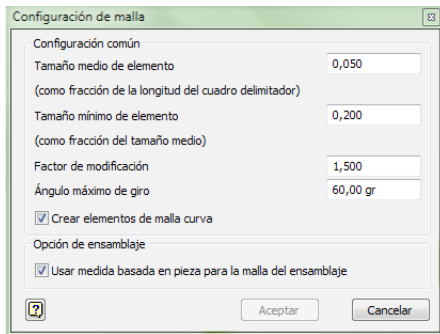 Configuración de malla
Configuración común
Tamaño medio de elemento 0,050
(como fracción de la longitud del cuadro delimitador)
Tamaño mínimo de elemento 0,200
(como fracción del tamaño medio)
Factor de modificación 1,500
Ángulo máximo de giro 60,00 gr
Crear elementos de malla curva
Opción de ensamblaje
Usar medida basada en pieza para la malla del ensamblaje
? Aceptar Cancelar